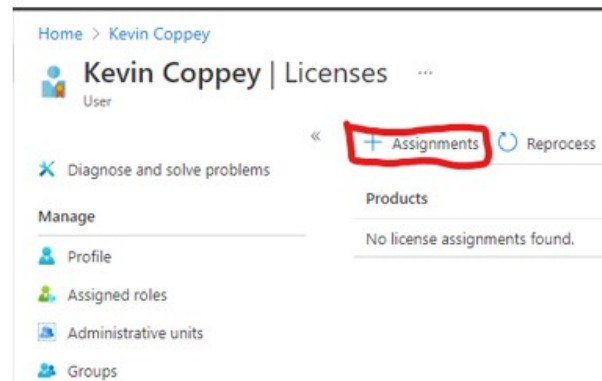 Home > Kevin Coppey
Kevin Coppey | Licenses ...
User
«
+ Assignments Reprocess
Diagnose and solve problems
Products
Manage
No license assignments found.
Profile
Assigned roles
Administrative units
Groups